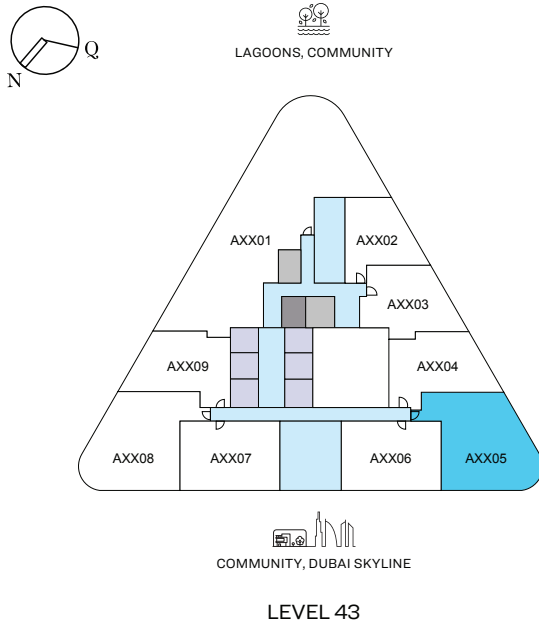 Q
N
LAGOONS, COMMUNITY
AXX01
AXX02
AXX03
AXX09
AXX04
AXX08
AXX07
AXX06
AXX05
COMMUNITY, DUBAI SKYLINE
LEVEL 43